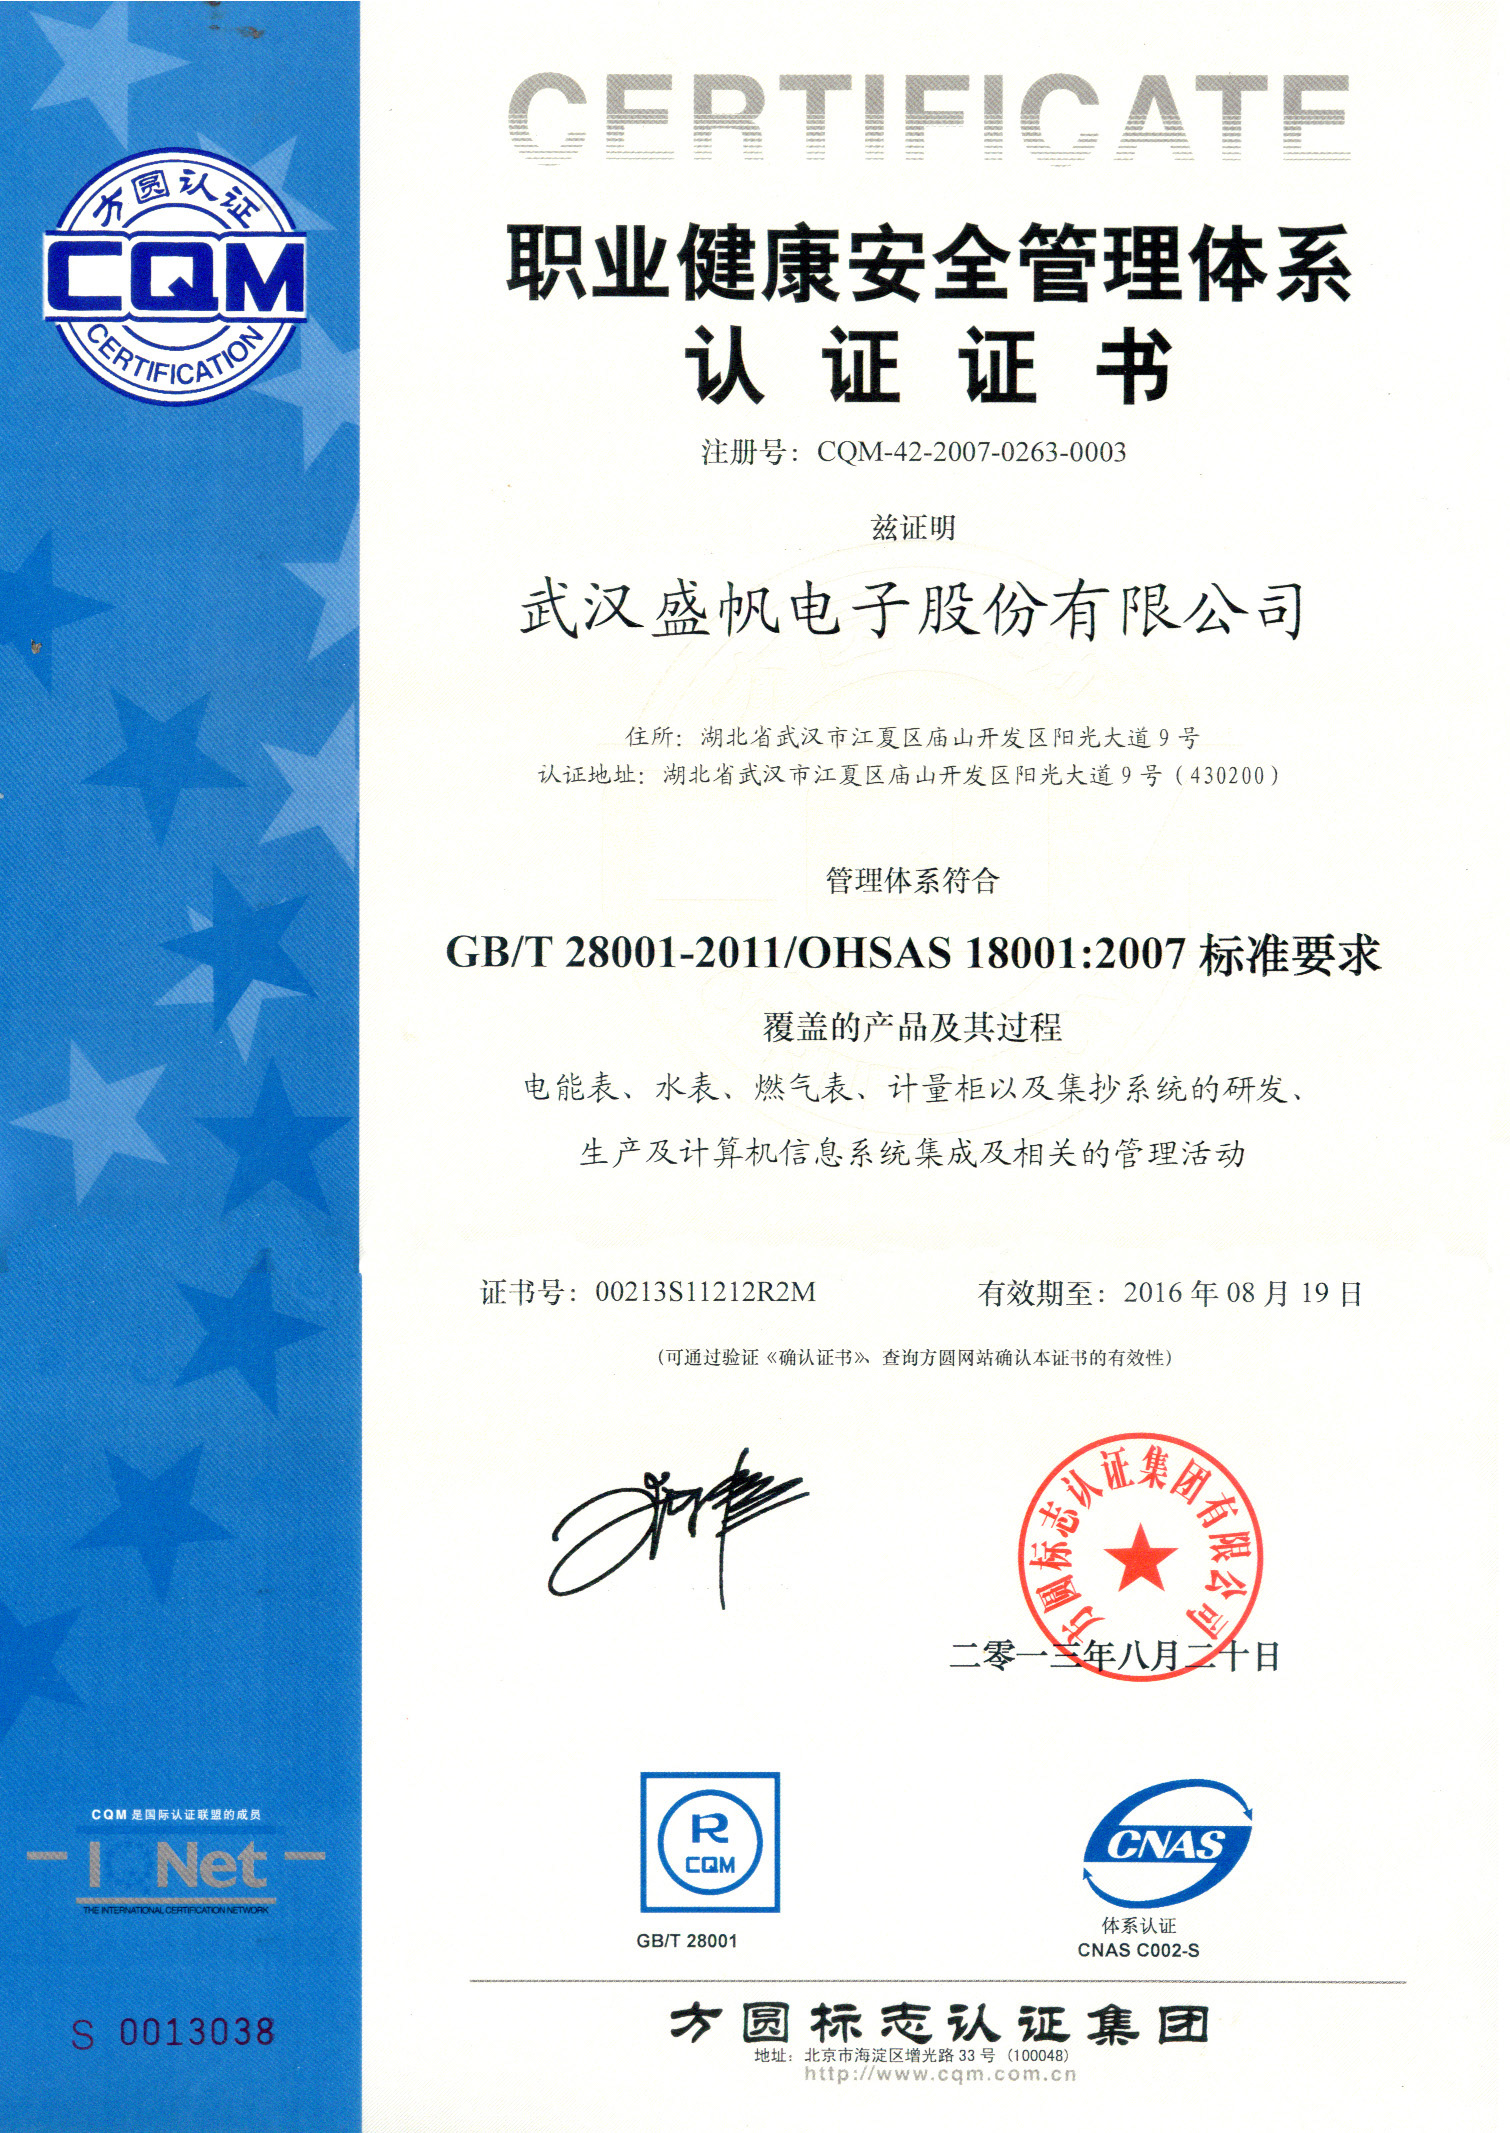 CERTIFICATE
方圆认证
CQM
CERTIFICATION
职业健康安全管理体系
认证证书
注册号：CQM-42-2007-0263-0003
兹证明
武汉盛帆电子股份有限公司
住所：湖北省武汉市江夏区庙山开发区阳光大道9号
认证地址：湖北省武汉市江夏区庙山开发区阳光大道9号（430200）
管理体系符合
GB/T 28001-2011/OHSAS 18001:2007 标准要求
覆盖的产品及其过程
电能表、水表、燃气表、计量柜以及集抄系统的研发、
生产及计算机信息系统集成及相关的管理活动
证书号：00213S11212R2M
有效期至：2016年08月19日
（可通过验证《确认证书》、查询方圆网站确认本证书的有效性）
方圆标志认证集团有限公司
二零一三年八月二十日
CQM 是国际认证联盟的成员
IQNet
THE INTERNATIONAL CERTIFICATION NETWORK
S 0013038
R
CQM
GB/T 28001
CNAS
体系认证
CNAS C002-S
方圆标志认证集团
地址：北京市海淀区增光路33号（100048）
http://www.cqm.com.cn